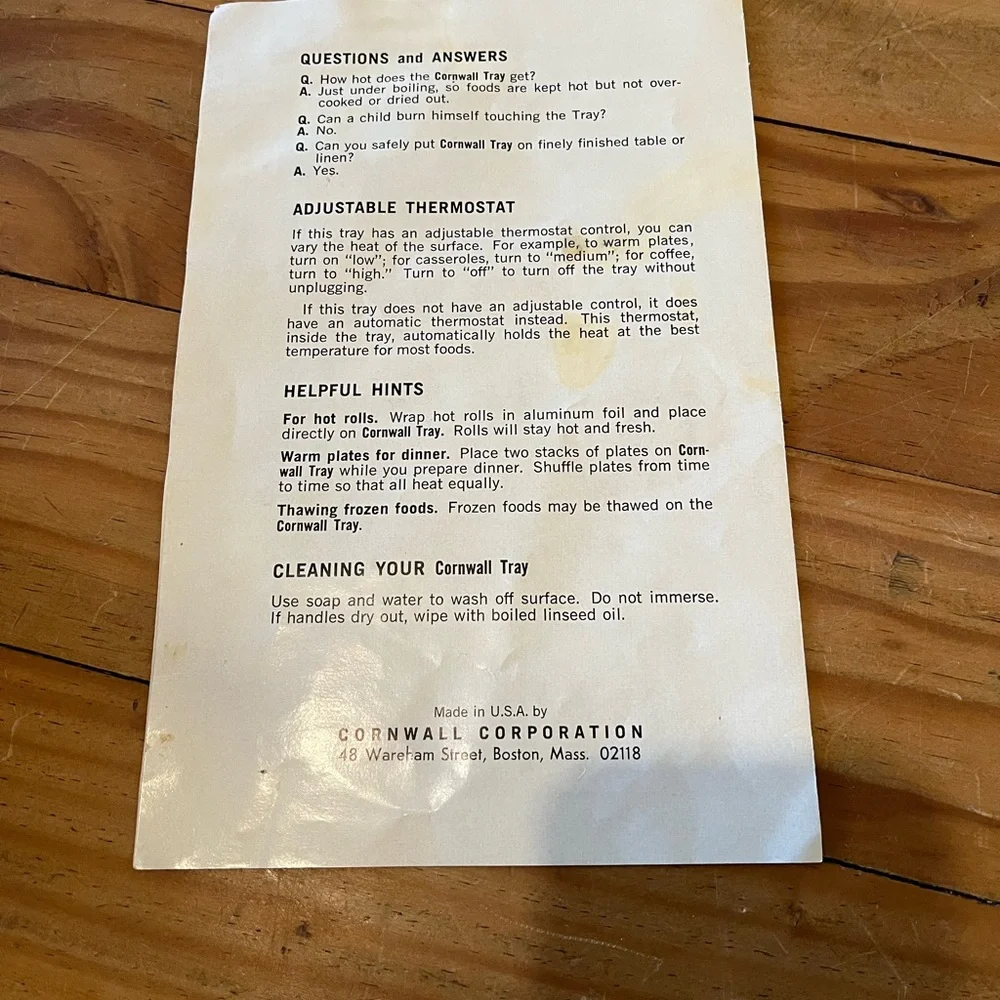 QUESTIONS and ANSWERS
Q. How hot does the Cornwall Tray get?
A. Just under boiling, so foods are kept hot but not over-
cooked or dried out.
Q. Can a child burn himself touching the Tray?
A. No.
Q. Can you safely put Cornwall Tray on finely finished table or
linen?
A. Yes.
ADJUSTABLE THERMOSTAT
If this tray has an adjustable thermostat control, you can
vary the heat of the surface. For example, to warm plates,
turn on “low”; for casseroles, turn to “medium”; for coffee,
turn to “high.” Turn to “off” to turn off the tray without
unplugging.
If this tray does not have an adjustable control, it does
have an automatic thermostat instead. This thermostat,
inside the tray, automatically holds the heat at the best
temperature for most foods.
HELPFUL HINTS
For hot rolls. Wrap hot rolls in aluminum foil and place
directly on Cornwall Tray. Rolls will stay hot and fresh.
Warm plates for dinner. Place two stacks of plates on Corn-
wall Tray while you prepare dinner. Shuffle plates from time
to time so that all heat equally.
Thawing frozen foods. Frozen foods may be thawed on the
Cornwall Tray.
CLEANING YOUR Cornwall Tray
Use soap and water to wash off surface. Do not immerse.
If handles dry out, wipe with boiled linseed oil.
Made in U.S.A. by
CORNWALL CORPORATION
48 Wareham Street, Boston, Mass. 02118